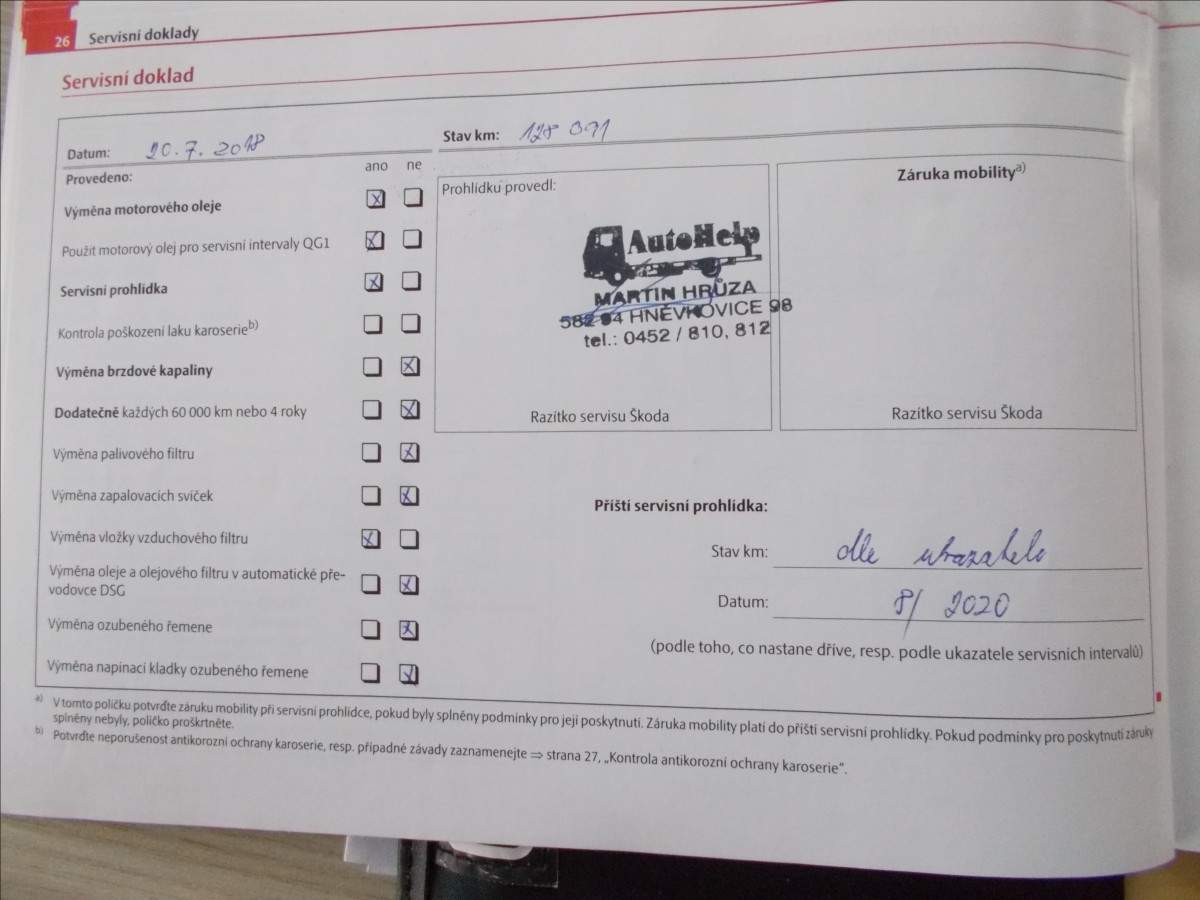 26 Servisní doklady
Servisní doklad
Datum: 20.7.2018
Stav km: 128 091
Provedeno: ano ne
Výměna motorového oleje
Použit motorový olej pro servisní intervaly QG1
Servisní prohlídka
Kontrola poškození laku karoserie b)
Výměna brzdové kapaliny
Dodatečně každých 60 000 km nebo 4 roky
Výměna palivového filtru
Výměna zapalovacích svíček
Výměna vložky vzduchového filtru
Výměna oleje a olejového filtru v automatické pře-
vodovce DSG
Výměna ozubeného řemene
Výměna napínací kladky ozubeného řemene
Prohlídku provedl:
AutoHelp
MARTIN HRŮZA
582 94 HNĚVKOVICE 98
tel.: 0452 / 810, 812
Razítko servisu Škoda
Záruka mobility a)
Razítko servisu Škoda
Příští servisní prohlídka:
Stav km: dle ukazatele
Datum: 8/ 2020
(podle toho, co nastane dříve, resp. podle ukazatele servisních intervalů)
a) V tomto políčku potvrďte záruku mobility při servisní prohlídce, pokud byly splněny podmínky pro její poskytnutí. Záruka mobility platí do příští servisní prohlídky. Pokud podmínky pro poskytnutí záruky
splněny nebyly, políčko proškrtněte.
b) Potvrďte neporušenost antikorozní ochrany karoserie, resp. případné závady zaznamenejte ⇒ strana 27, „Kontrola antikorozní ochrany karoserie“.